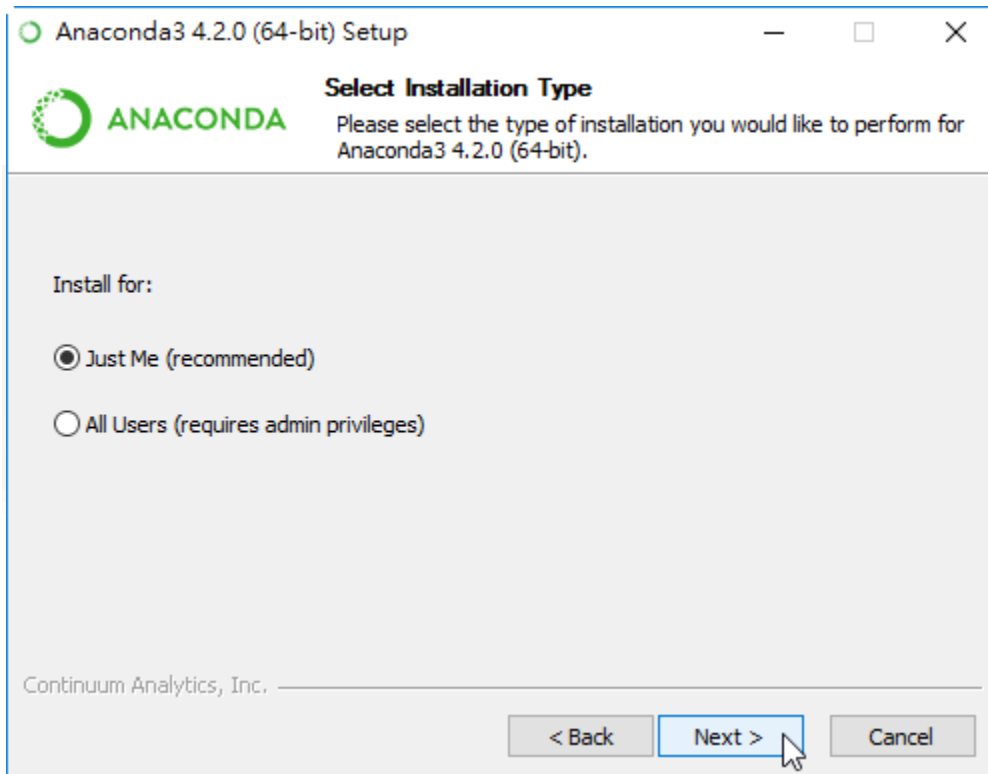 Anaconda3 4.2.0 (64-bit) Setup
ANACONDA
Select Installation Type
Please select the type of installation you would like to perform for
Anaconda3 4.2.0 (64-bit).
Install for:
Just Me (recommended)
All Users (requires admin privileges)
Continuum Analytics, Inc.
< Back
Next >
Cancel